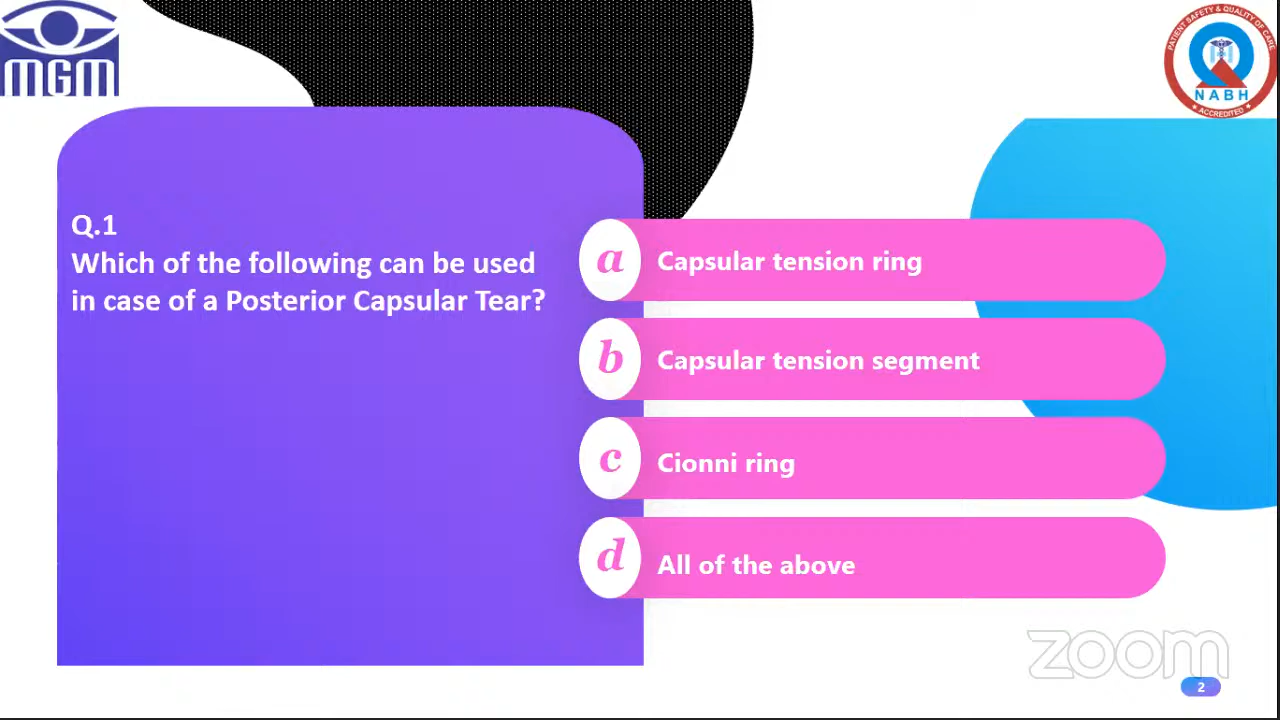 MGM
PATIENT SAFETY & QUALITY OF CARE
NABH
ACCREDITED
Q.1
Which of the following can be used
in case of a Posterior Capsular Tear?
a Capsular tension ring
b Capsular tension segment
c Cionni ring
d All of the above
zoom
2